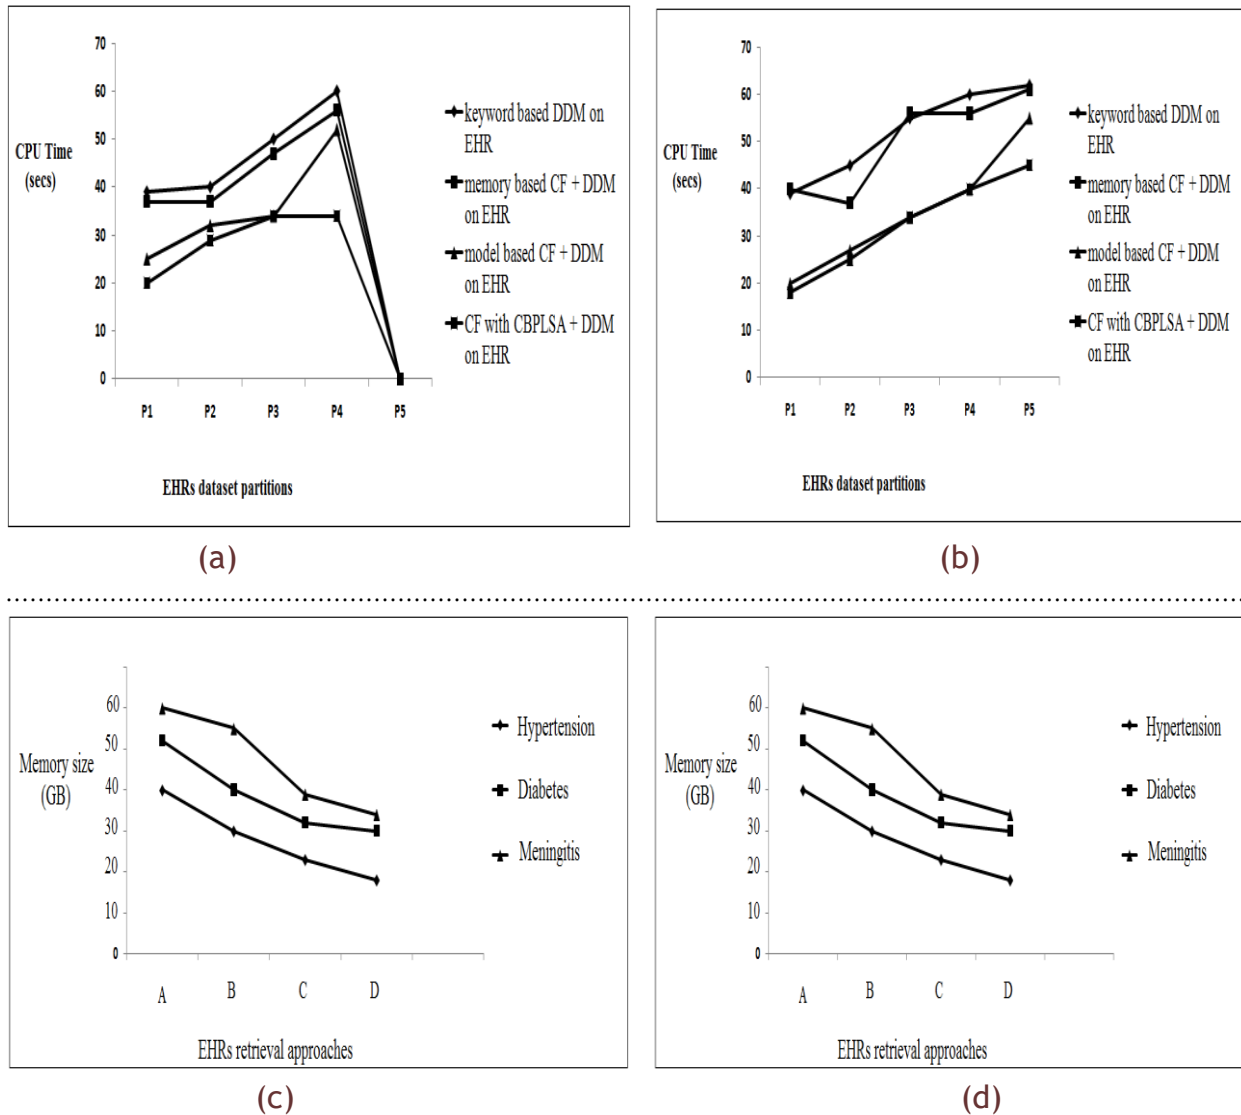 70
60
50
40
30
20
10
0
CPU Time
(secs)
P1 P2 P3 P4 P5
EHRs dataset partitions
keyword based DDM on
EHR
memory based CF + DDM
on EHR
model based CF + DDM
on EHR
CF with CBPLSA + DDM
on EHR
(a)
70
60
50
40
30
20
10
0
CPU Time
(secs)
P1 P2 P3 P4 P5
EHRs dataset partitions
keyword based DDM on
EHR
memory based CF + DDM
on EHR
model based CF + DDM
on EHR
CF with CBPLSA + DDM
on EHR
(b)
60
50
40
30
20
10
0
Memory size
(GB)
A B C D
EHRs retrieval approaches
Hypertension
Diabetes
Meningitis
(c)
60
50
40
30
20
10
0
Memory size
(GB)
A B C D
EHRs retrieval approaches
Hypertension
Diabetes
Meningitis
(d)